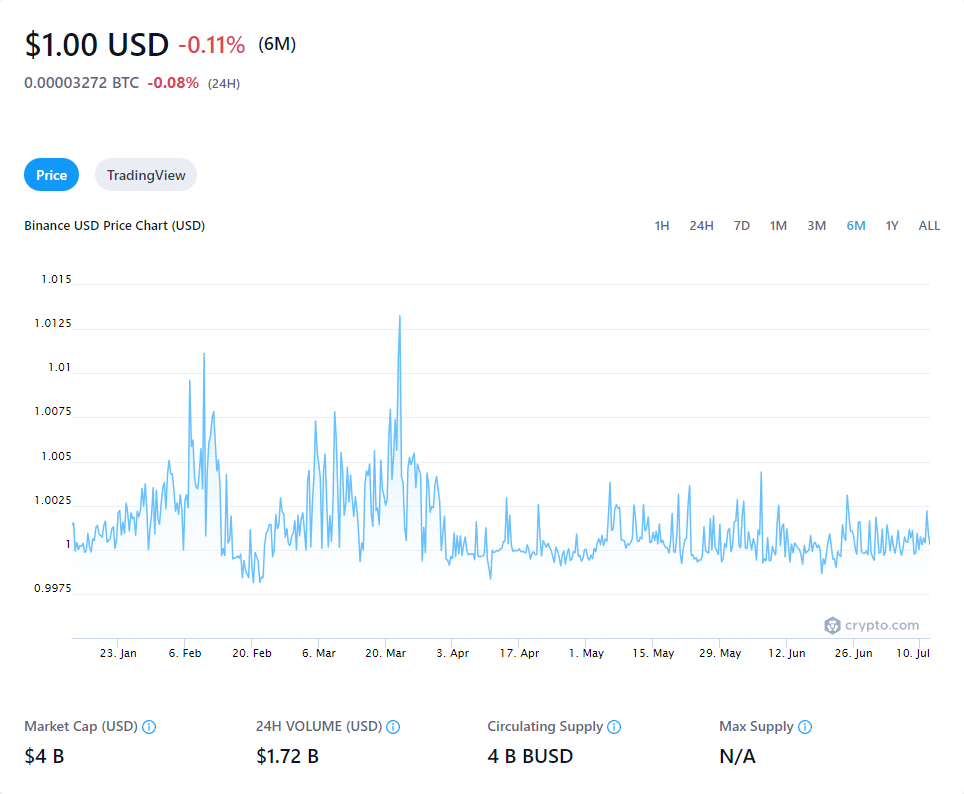 $1.00 USD -0.11% (6M)
0.00003272 BTC -0.08% (24H)
Price TradingView
Binance USD Price Chart (USD) 1H 24H 7D 1M 3M 6M 1Y ALL
1.015
1.0125
1.01
1.0075
1.005
1.0025
1
0.9975
crypto.com
23. Jan 6. Feb 20. Feb 6. Mar 20. Mar 3. Apr 17. Apr 1. May 15. May 29. May 12. Jun 26. Jun 10. Jul
Market Cap (USD) 24H VOLUME (USD) Circulating Supply Max Supply
$4 B $1.72 B 4 B BUSD N/A